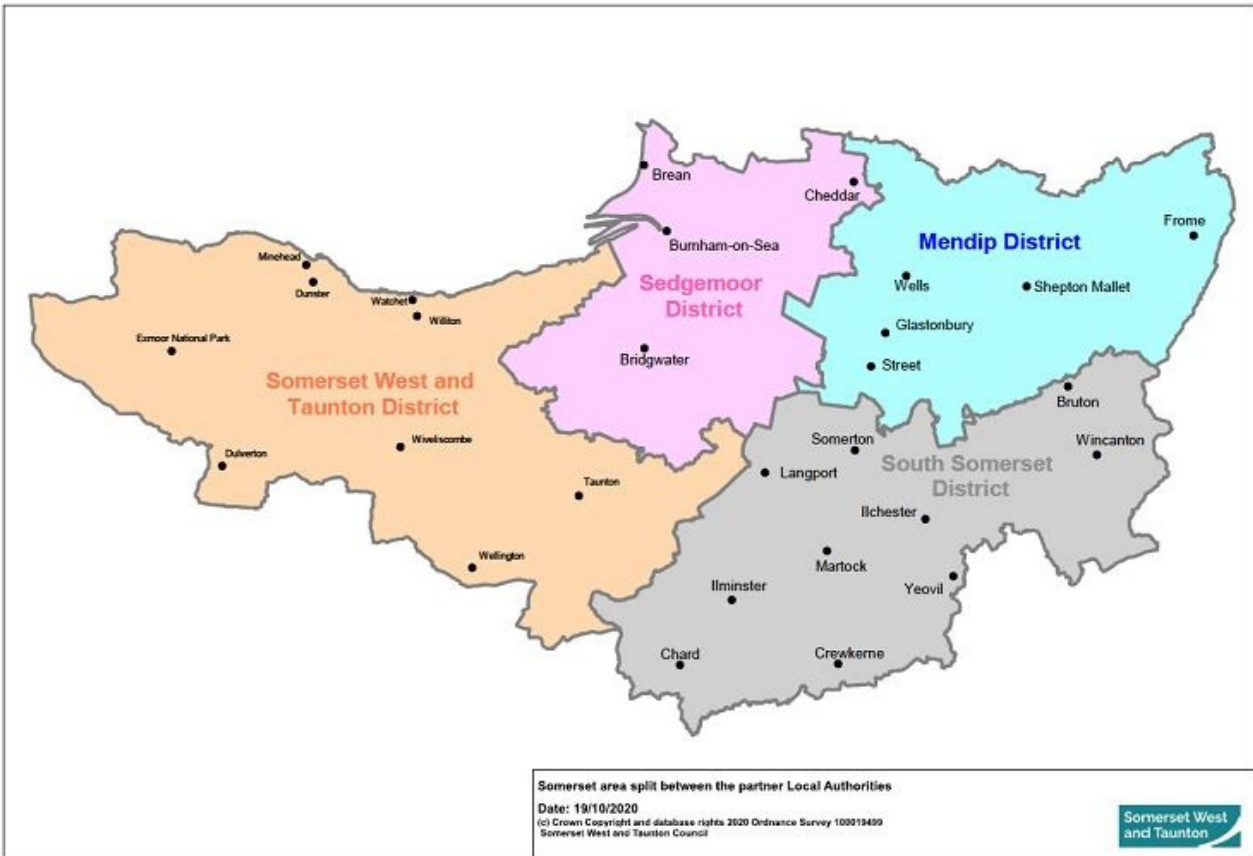 Brean
Cheddar
Frome
Burnham-on-Sea
Mendip District
Minehead
Dunster
Watchet
Williton
Sedgemoor
District
Wells
Shepton Mallet
Glastonbury
Exmoor National Park
Bridgwater
Street
Somerset West and
Taunton District
Bruton
Wiveliscombe
Somerton
Wincanton
Dulverton
Langport
South Somerset
District
Taunton
Ilchester
Wellington
Martock
Yeovil
Ilminster
Chard
Crewkerne
Somerset area split between the partner Local Authorities
Date: 19/10/2020
(c) Crown Copyright and database rights 2020 Ordnance Survey 100019499
Somerset West and Taunton Council
Somerset West
and Taunton